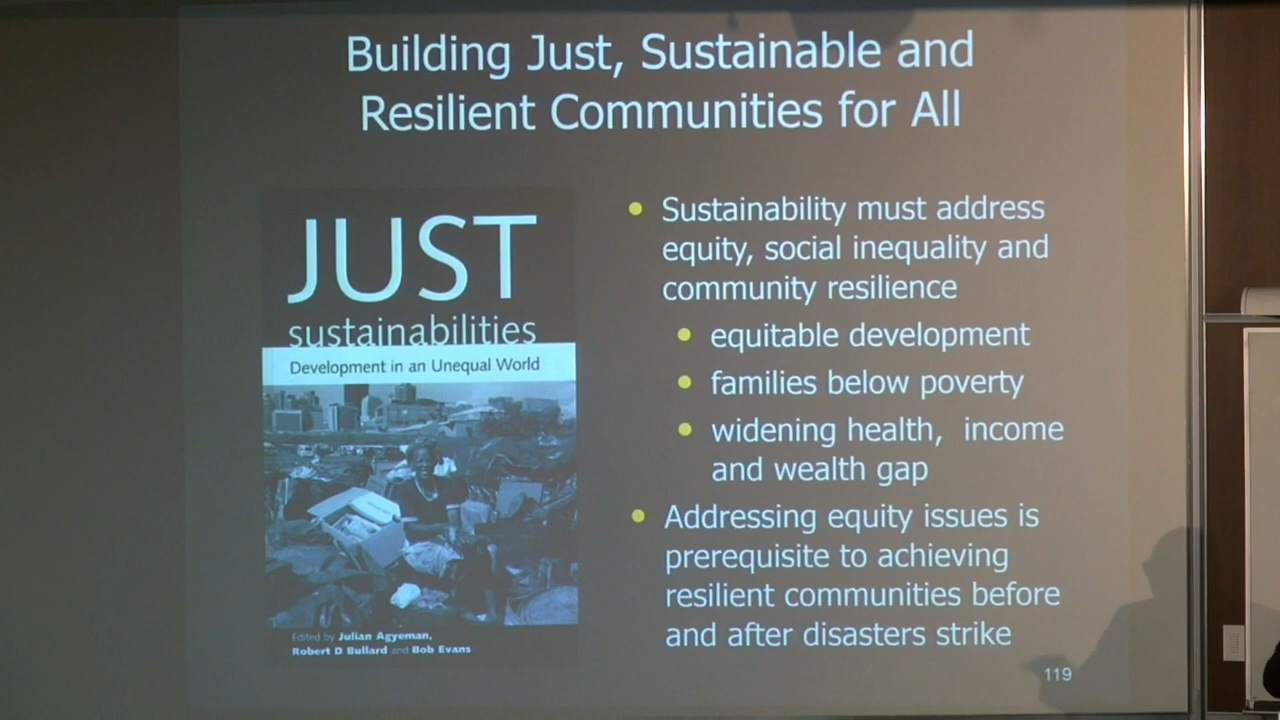 Building Just, Sustainable and
Resilient Communities for All
JUST
sustainabilities
Development in an Unequal World
Edited by Julian Agyeman,
Robert D Bullard and Bob Evans
• Sustainability must address
equity, social inequality and
community resilience
• equitable development
• families below poverty
• widening health, income
and wealth gap
• Addressing equity issues is
prerequisite to achieving
resilient communities before
and after disasters strike
119